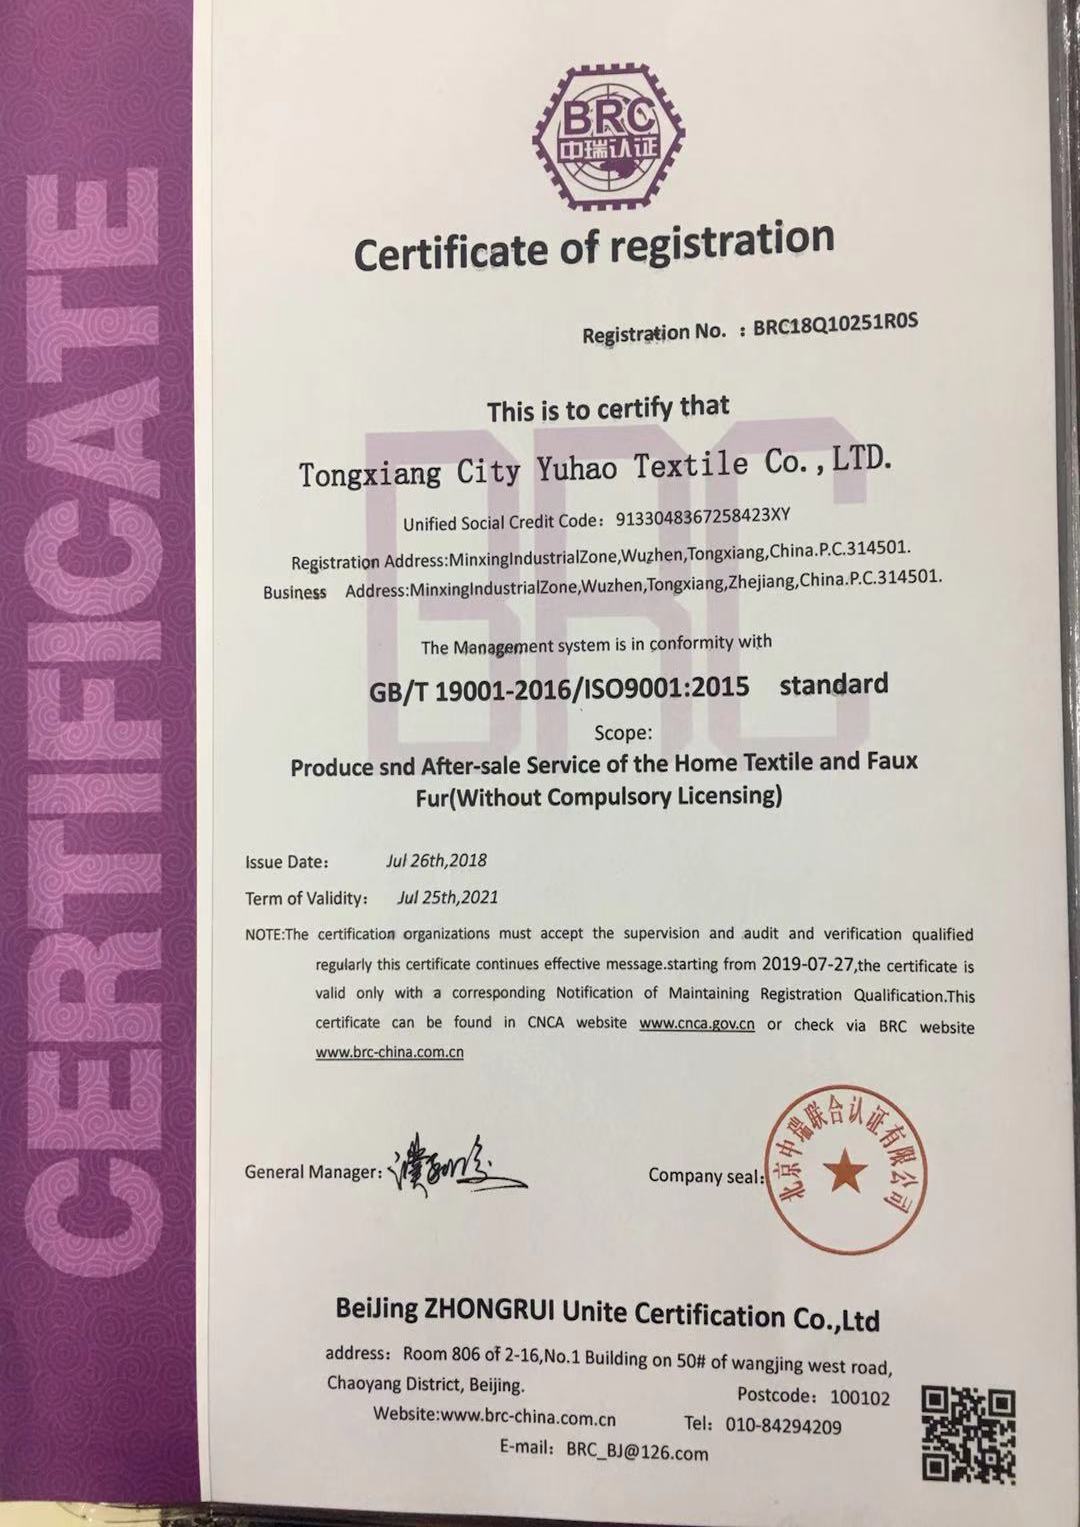 CERTIFICATE
BRC
中瑞认证
Certificate of registration
Registration No. : BRC18Q10251R0S
This is to certify that
BRC
Tongxiang City Yuhao Textile Co.,LTD.
Unified Social Credit Code：9133048367258423XY
Registration Address:MinxingIndustrialZone,Wuzhen,Tongxiang,China.P.C.314501.
Business Address:MinxingIndustrialZone,Wuzhen,Tongxiang,Zhejiang,China.P.C.314501.
The Management system is in conformity with
GB/T 19001-2016/ISO9001:2015 standard
Scope:
Produce snd After-sale Service of the Home Textile and Faux
Fur(Without Compulsory Licensing)
Issue Date： Jul 26th,2018
Term of Validity： Jul 25th,2021
NOTE:The certification organizations must accept the supervision and audit and verification qualified
regularly this certificate continues effective message.starting from 2019-07-27,the certificate is
valid only with a corresponding Notification of Maintaining Registration Qualification.This
certificate can be found in CNCA website www.cnca.gov.cn or check via BRC website
www.brc-china.com.cn
General Manager:
Company seal:
北京中瑞联合认证有限公司
BeiJing ZHONGRUI Unite Certification Co.,Ltd
address：Room 806 of 2-16,No.1 Building on 50# of wangjing west road,
Chaoyang District, Beijing.
Postcode：100102
Website:www.brc-china.com.cn Tel：010-84294209
E-mail：BRC_BJ@126.com